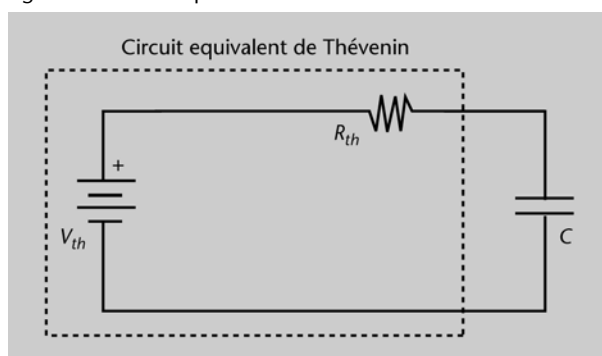 Circuit equivalent de Thévenin
R_th
+
V_th
C